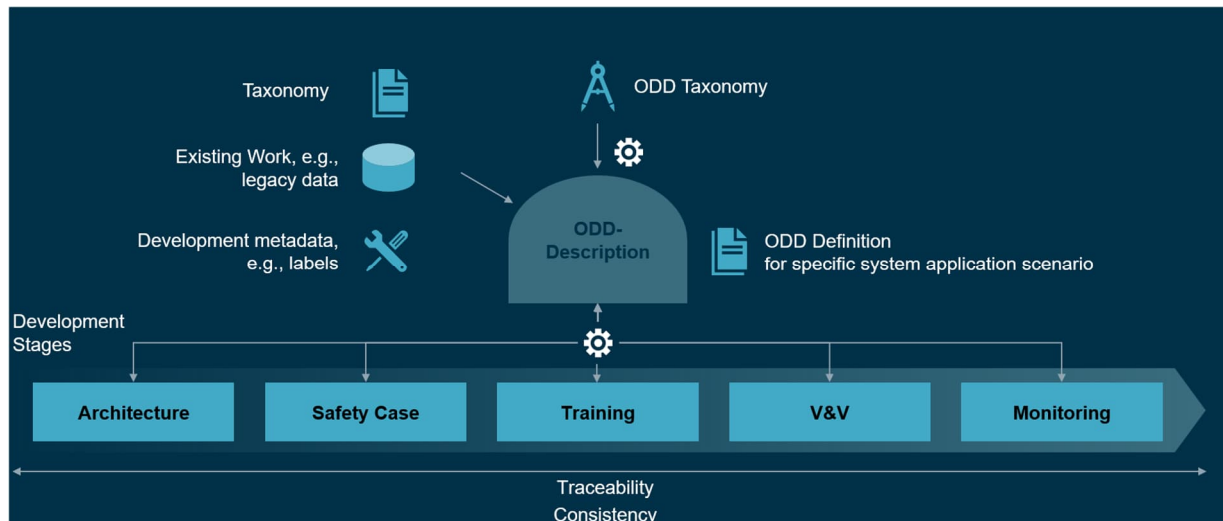 Taxonomy
ODD Taxonomy
Existing Work, e.g.,
legacy data
ODD-
Description
Development metadata,
e.g., labels
ODD Definition
for specific system application scenario
Development
Stages
Architecture
Safety Case
Training
V&V
Monitoring
Traceability
Consistency